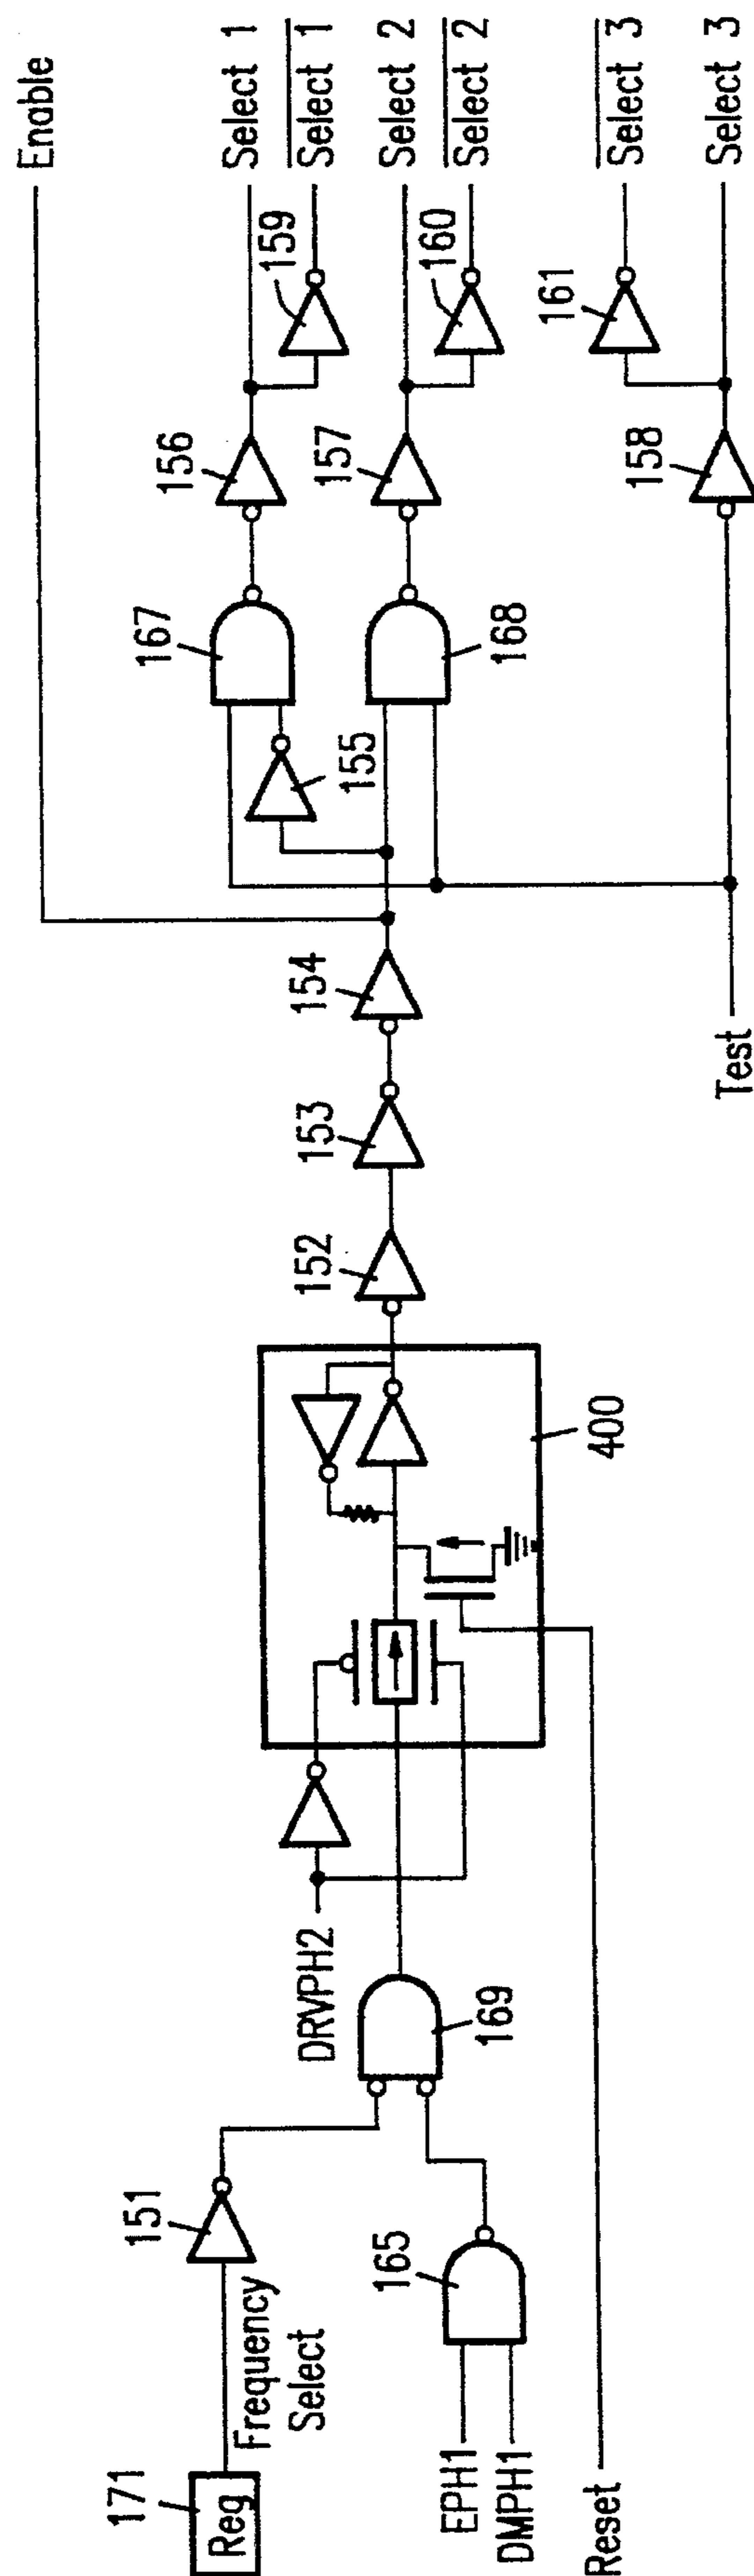 171
Reg
Frequency
Select
151
165
EPH1
DMPH1
Reset
169
DRVPH2
400
152
153
154
Test
155
167
168
156
157
158
159
160
161
Enable
Select 1
Select 1
Select 2
Select 2
Select 3
Select 3